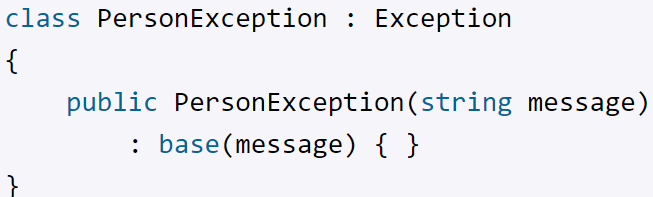 class PersonException : Exception
{
    public PersonException(string message)
        : base(message) { }
}